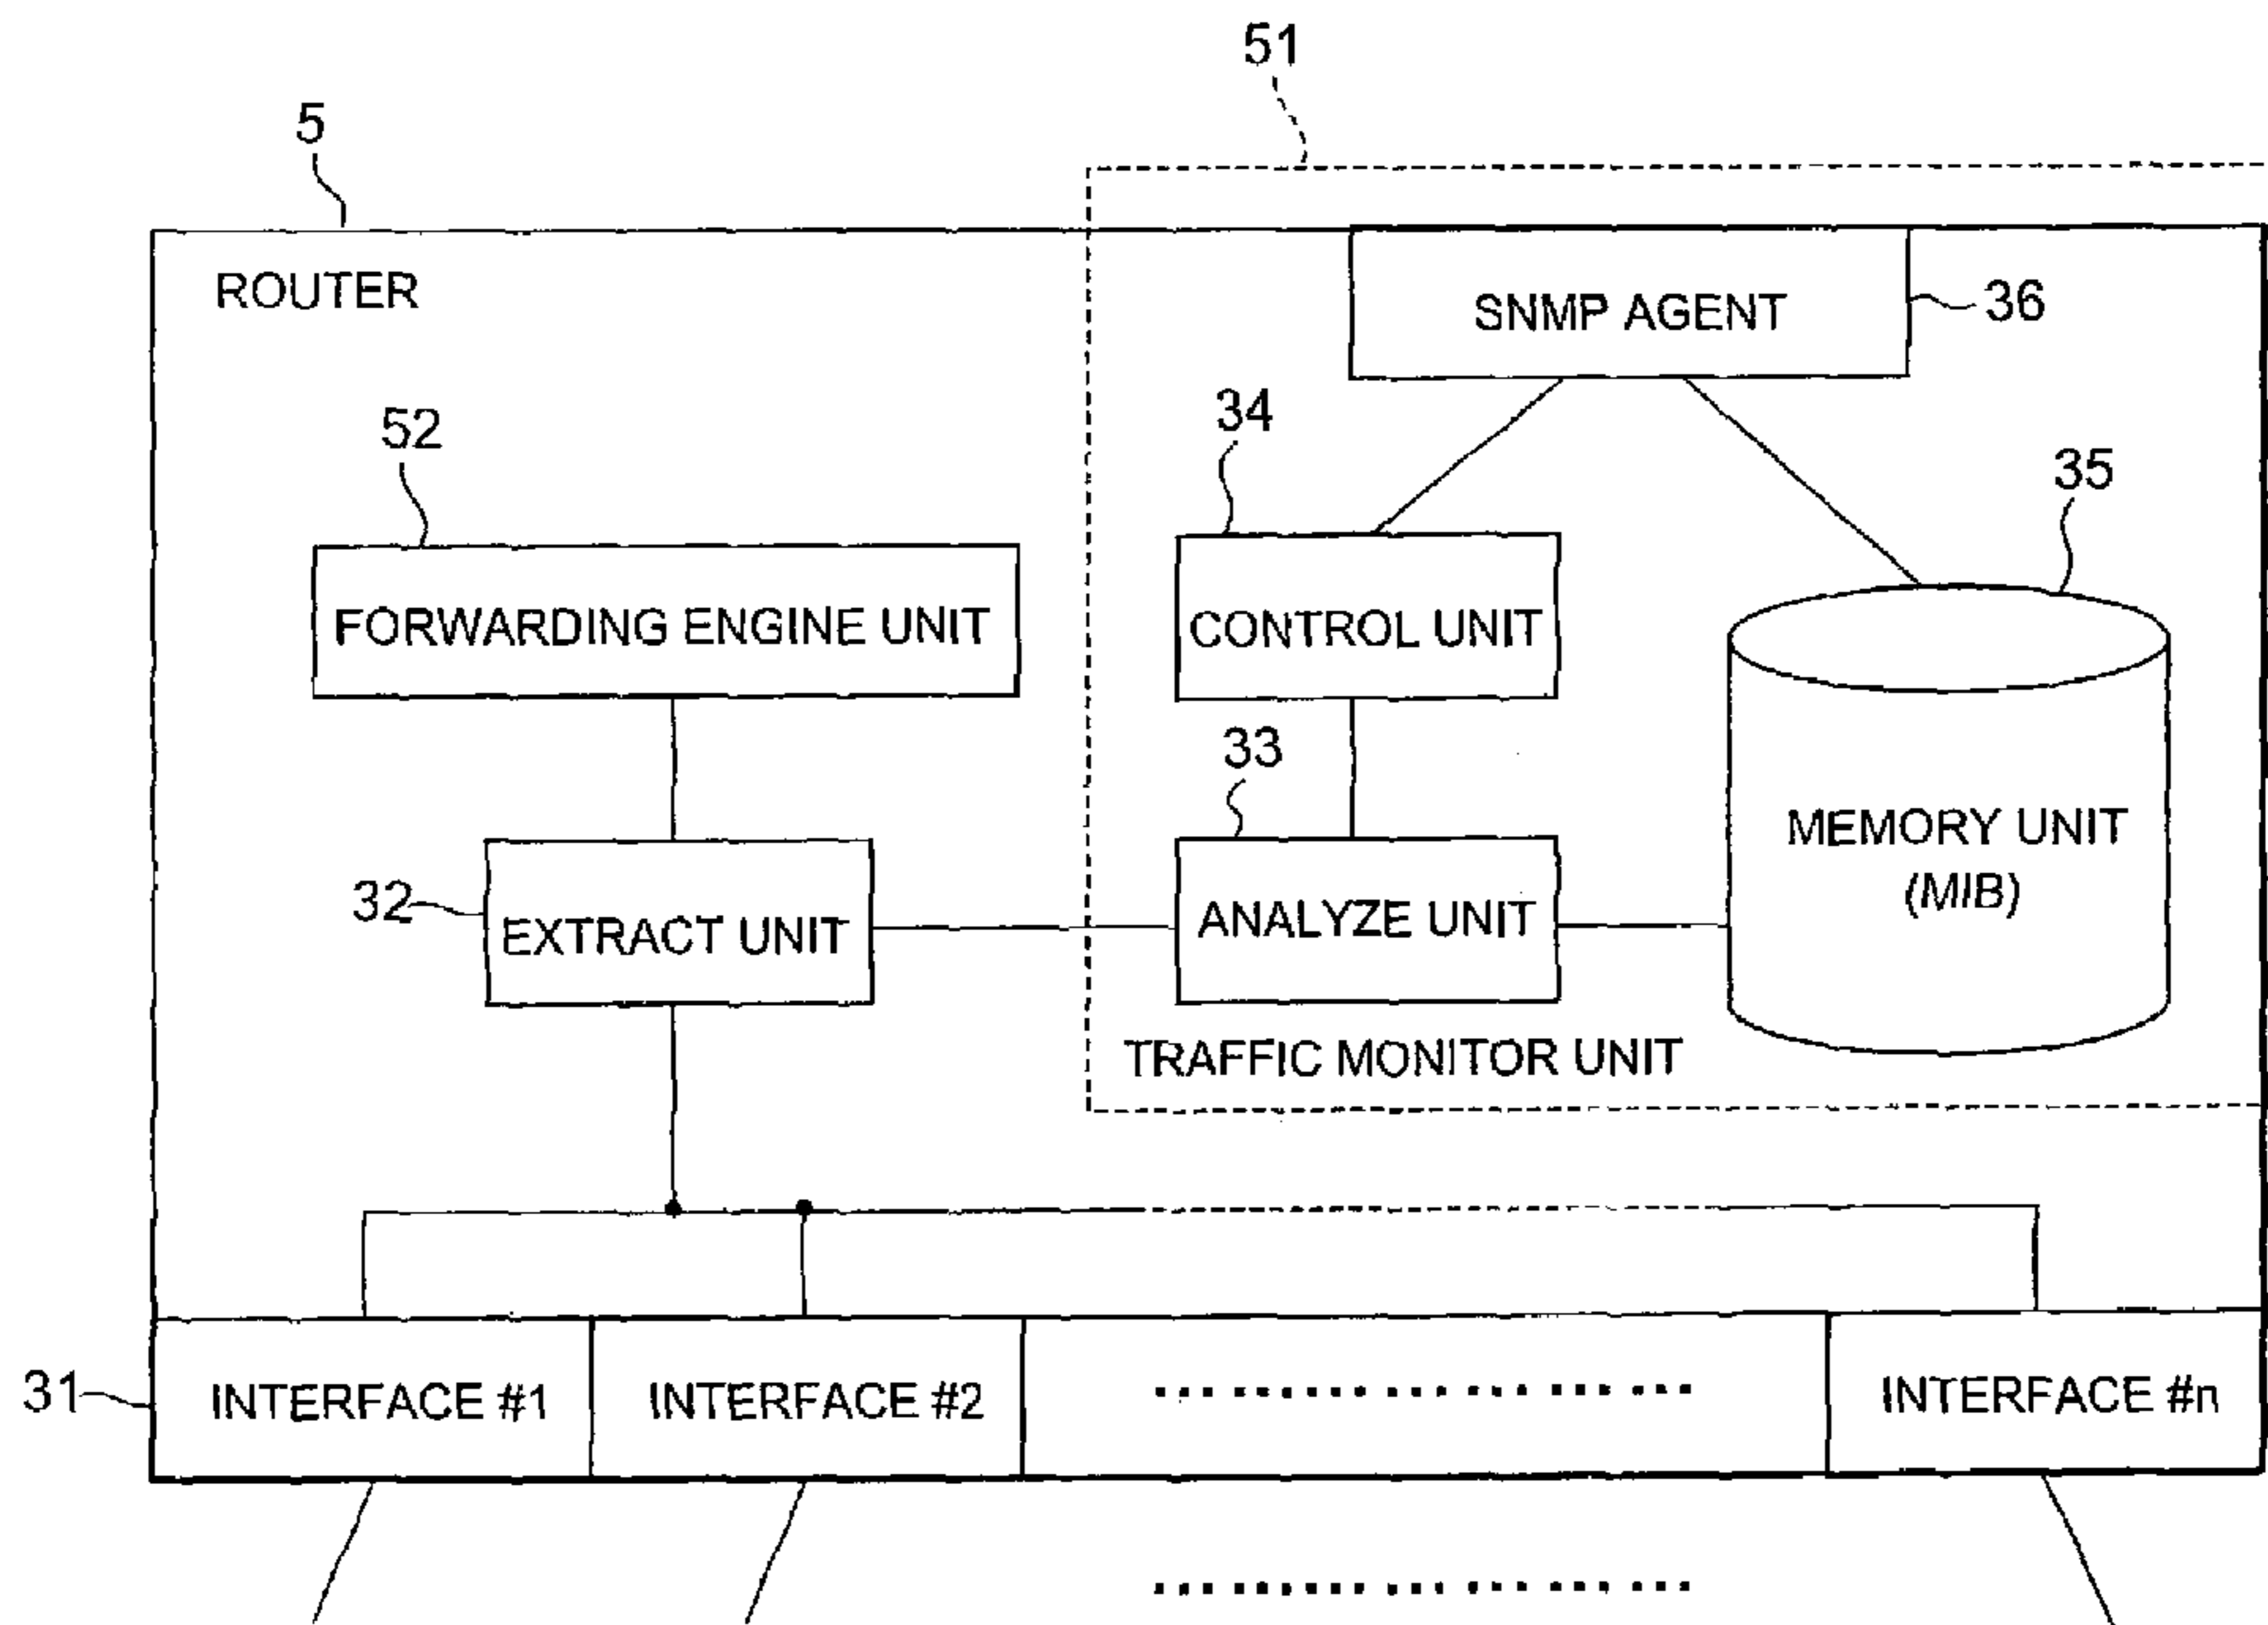 51
5
ROUTER
SNMP AGENT
36
34
52
35
FORWARDING ENGINE UNIT
CONTROL UNIT
33
MEMORY UNIT
(MIB)
32
EXTRACT UNIT
ANALYZE UNIT
TRAFFIC MONITOR UNIT
31
INTERFACE #1
INTERFACE #2
INTERFACE #n